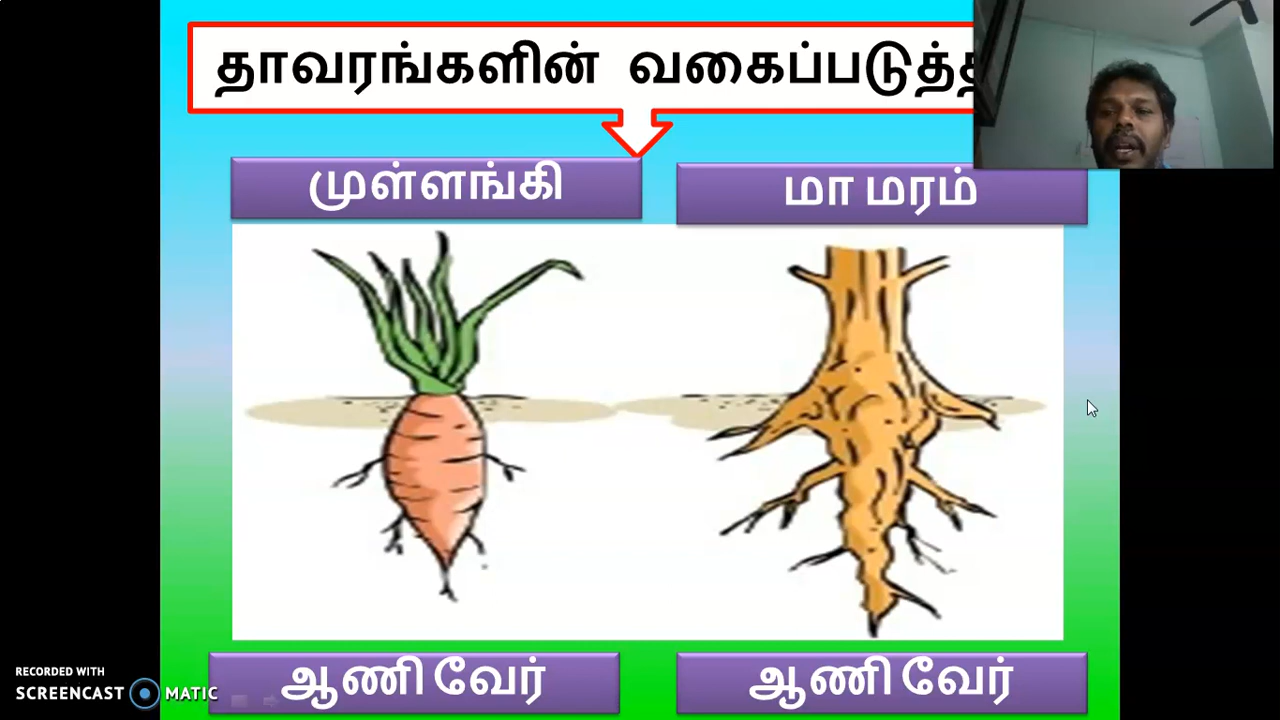 தாவரங்களின் வகைப்படுத்
முள்ளங்கி
மா மரம்
ஆணி வேர்
ஆணி வேர்
RECORDED WITH
SCREENCAST MATIC